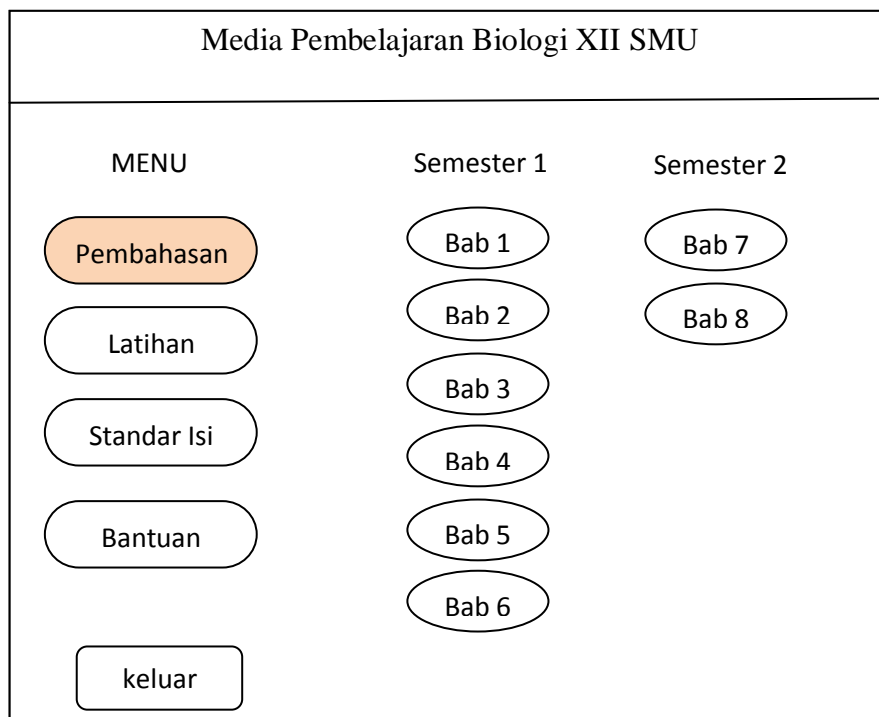 Media Pembelajaran Biologi XII SMU
MENU
Pembahasan
Latihan
Standar Isi
Bantuan
keluar
Semester 1
Bab 1
Bab 2
Bab 3
Bab 4
Bab 5
Bab 6
Semester 2
Bab 7
Bab 8